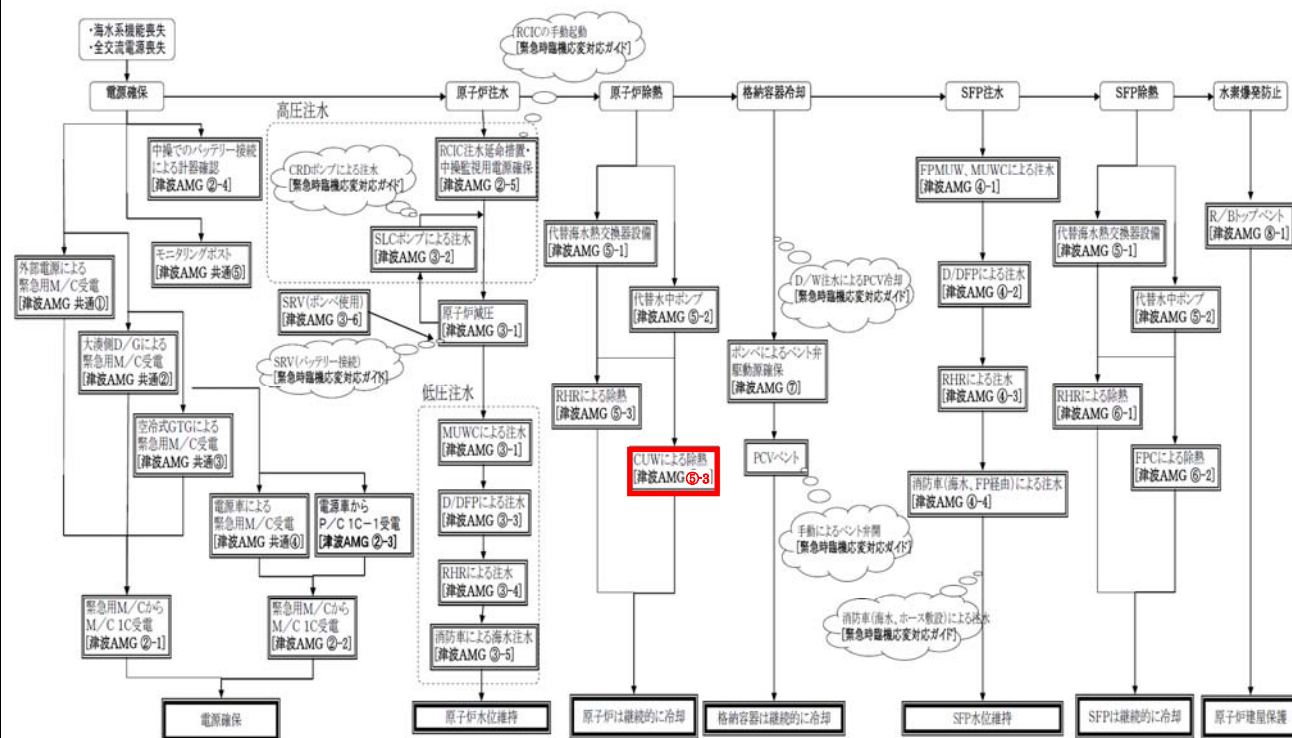 ・海水系機能喪失
・全交流電源喪失
電源確保
原子炉注水
原子炉除熱
格納容器冷却
SFP注水
SFP除熱
水素爆発防止
RCICの手動起動
[緊急時臨機応変対応ガイド]
中操でのバッテリー接続
による計器確認
[津波AMG ②-4]
モニタリングポスト
[津波AMG 共通⑤]
外部電源による
緊急用M/C受電
[津波AMG 共通①]
大湊側D/Gによる
緊急用M/C受電
[津波AMG 共通②]
空冷式GTGによる
緊急用M/C受電
[津波AMG 共通③]
電源車による
緊急用M/C受電
[津波AMG 共通④]
電源車から
P/C 1C-1受電
[津波AMG ②-3]
緊急用M/Cから
M/C 1C受電
[津波AMG ②-1]
緊急用M/Cから
M/C 1C受電
[津波AMG ②-2]
電源確保
高圧注水
CRDポンプによる注水
[緊急時臨機応変対応ガイド]
RCIC注水延命措置・
中操監視用電源確保
[津波AMG ②-5]
SLCポンプによる注水
[津波AMG ③-2]
SRV(ボンベ使用)
[津波AMG ③-6]
原子炉減圧
[津波AMG ③-1]
SRV(バッテリー接続)
[緊急時臨機応変対応ガイド]
低圧注水
MUWCによる注水
[津波AMG ③-1]
D/DFPによる注水
[津波AMG ③-3]
RHRによる注水
[津波AMG ③-4]
消防車による海水注水
[津波AMG ③-5]
原子炉水位維持
代替海水熱交換器設備
[津波AMG ⑤-1]
代替水中ポンプ
[津波AMG ⑤-2]
RHRによる除熱
[津波AMG ⑤-3]
CUWによる除熱
[津波AMG ⑤-3]
原子炉は継続的に冷却
D/W注水によるPCV冷却
[緊急時臨機応変対応ガイド]
ボンベによるベント弁
駆動源確保
[津波AMG ⑦]
PCVベント
手動によるベント弁開
[緊急時臨機応変対応ガイド]
格納容器は継続的に冷却
FPMUW、MUWCによる注水
[津波AMG ④-1]
D/DFPによる注水
[津波AMG ④-2]
RHRによる注水
[津波AMG ④-3]
消防車(海水、FP経由)による注水
[津波AMG ④-4]
消防車(海水、ホース敷設)による注水
[緊急時臨機応変対応ガイド]
SFP水位維持
代替海水熱交換器設備
[津波AMG ⑤-1]
代替水中ポンプ
[津波AMG ⑤-2]
RHRによる除熱
[津波AMG ⑥-1]
FPCによる除熱
[津波AMG ⑥-2]
SFPは継続的に冷却
R/Bトップベント
[津波AMG ⑧-1]
原子炉建屋保護